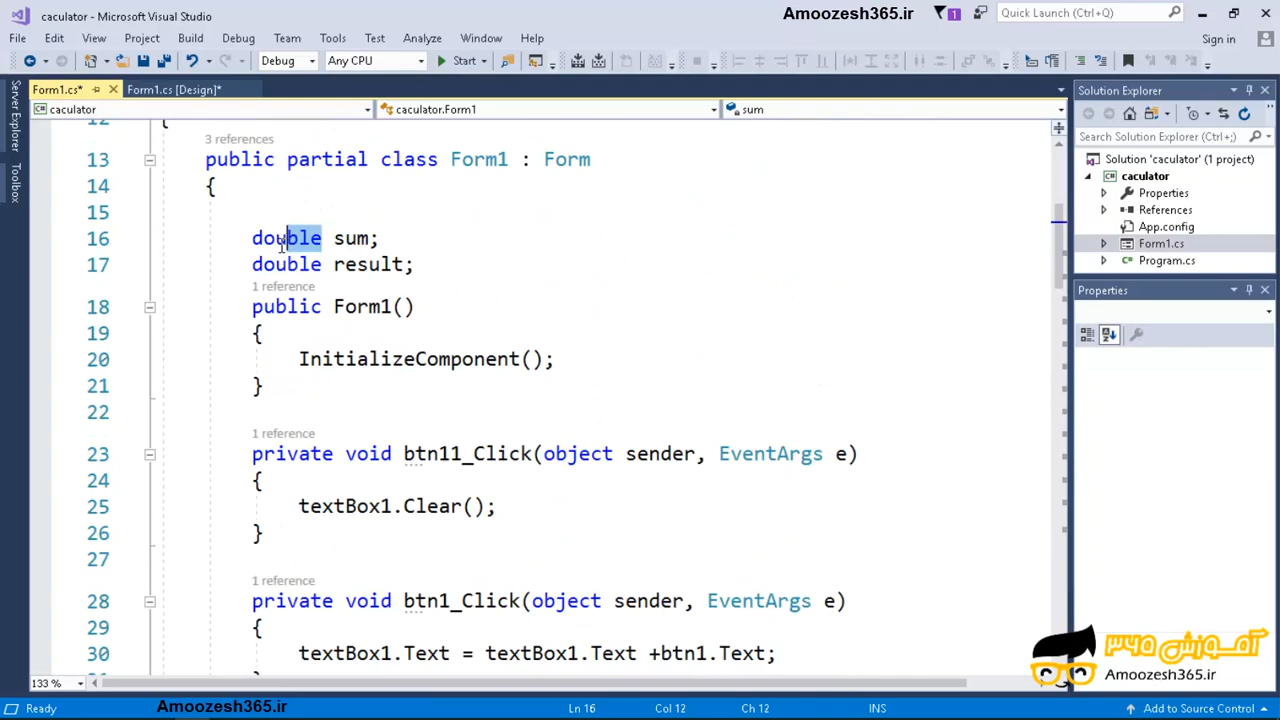 caculator - Microsoft Visual Studio
Amoozesh365.ir
1
Quick Launch (Ctrl+Q)
File Edit View Project Build Debug Team Tools Test Analyze Window Help
Sign in
Debug Any CPU Start
Form1.cs* Form1.cs [Design]*
caculator caculator.Form1 sum
Server Explorer
Toolbox
12 {
3 references
13 public partial class Form1 : Form
14 {
15
16 double sum;
17 double result;
1 reference
18 public Form1()
19 {
20 InitializeComponent();
21 }
22
1 reference
23 private void btn11_Click(object sender, EventArgs e)
24 {
25 textBox1.Clear();
26 }
27
1 reference
28 private void btn1_Click(object sender, EventArgs e)
29 {
30 textBox1.Text = textBox1.Text +btn1.Text;
Solution Explorer
Search Solution Explorer (Ctrl+;)
Solution 'caculator' (1 project)
caculator
Properties
References
App.config
Form1.cs
Program.cs
Properties
آموزش ۳۶۵
Amoozesh365.ir
133 %
Ready Amoozesh365.ir Ln 16 Col 12 Ch 12 INS Add to Source Control